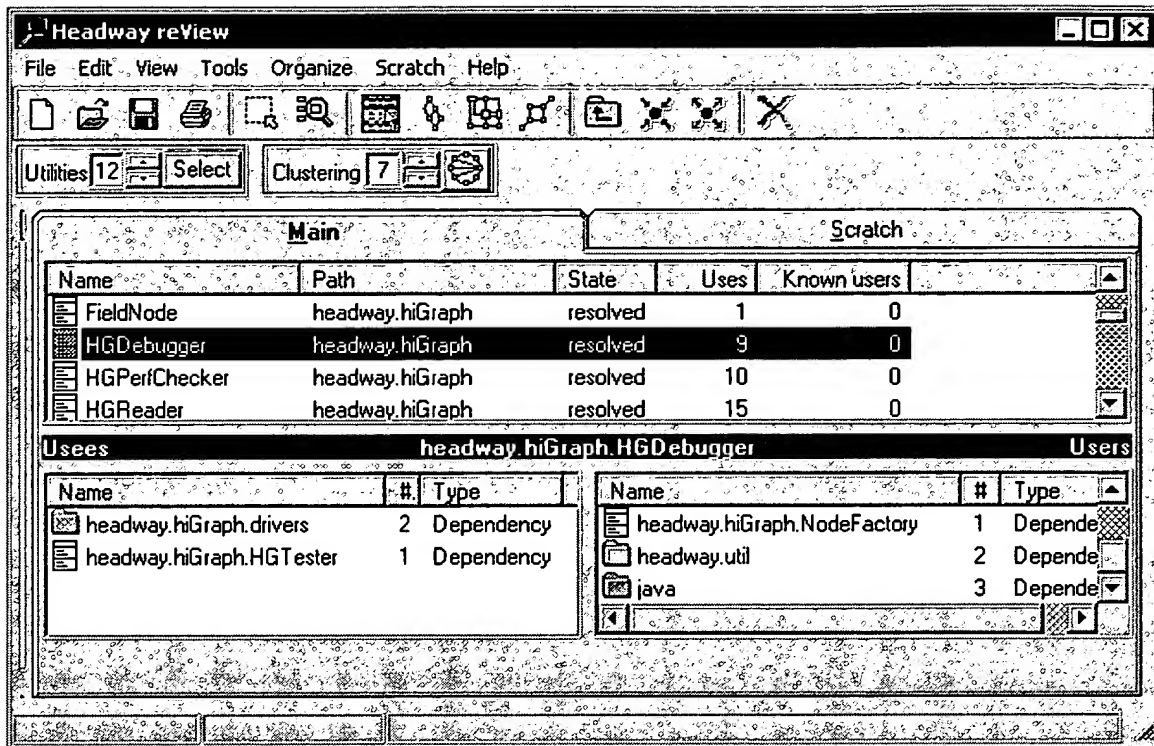 Headway reView
File Edit View Tools Organize Scratch Help
Utilities 12 Select Clustering 7
Main Scratch
Name Path State Uses Known users
FieldNode headway.hiGraph resolved 1 0
HGDebugger headway.hiGraph resolved 9 0
HGPerfChecker headway.hiGraph resolved 10 0
HGReader headway.hiGraph resolved 15 0
Usees headway.hiGraph.HGDebugger Users
Name # Type Name # Type
headway.hiGraph.drivers 2 Dependency headway.hiGraph.NodeFactory 1 Depende
headway.hiGraph.HGTester 1 Dependency headway.util 2 Depende
java 3 Depende